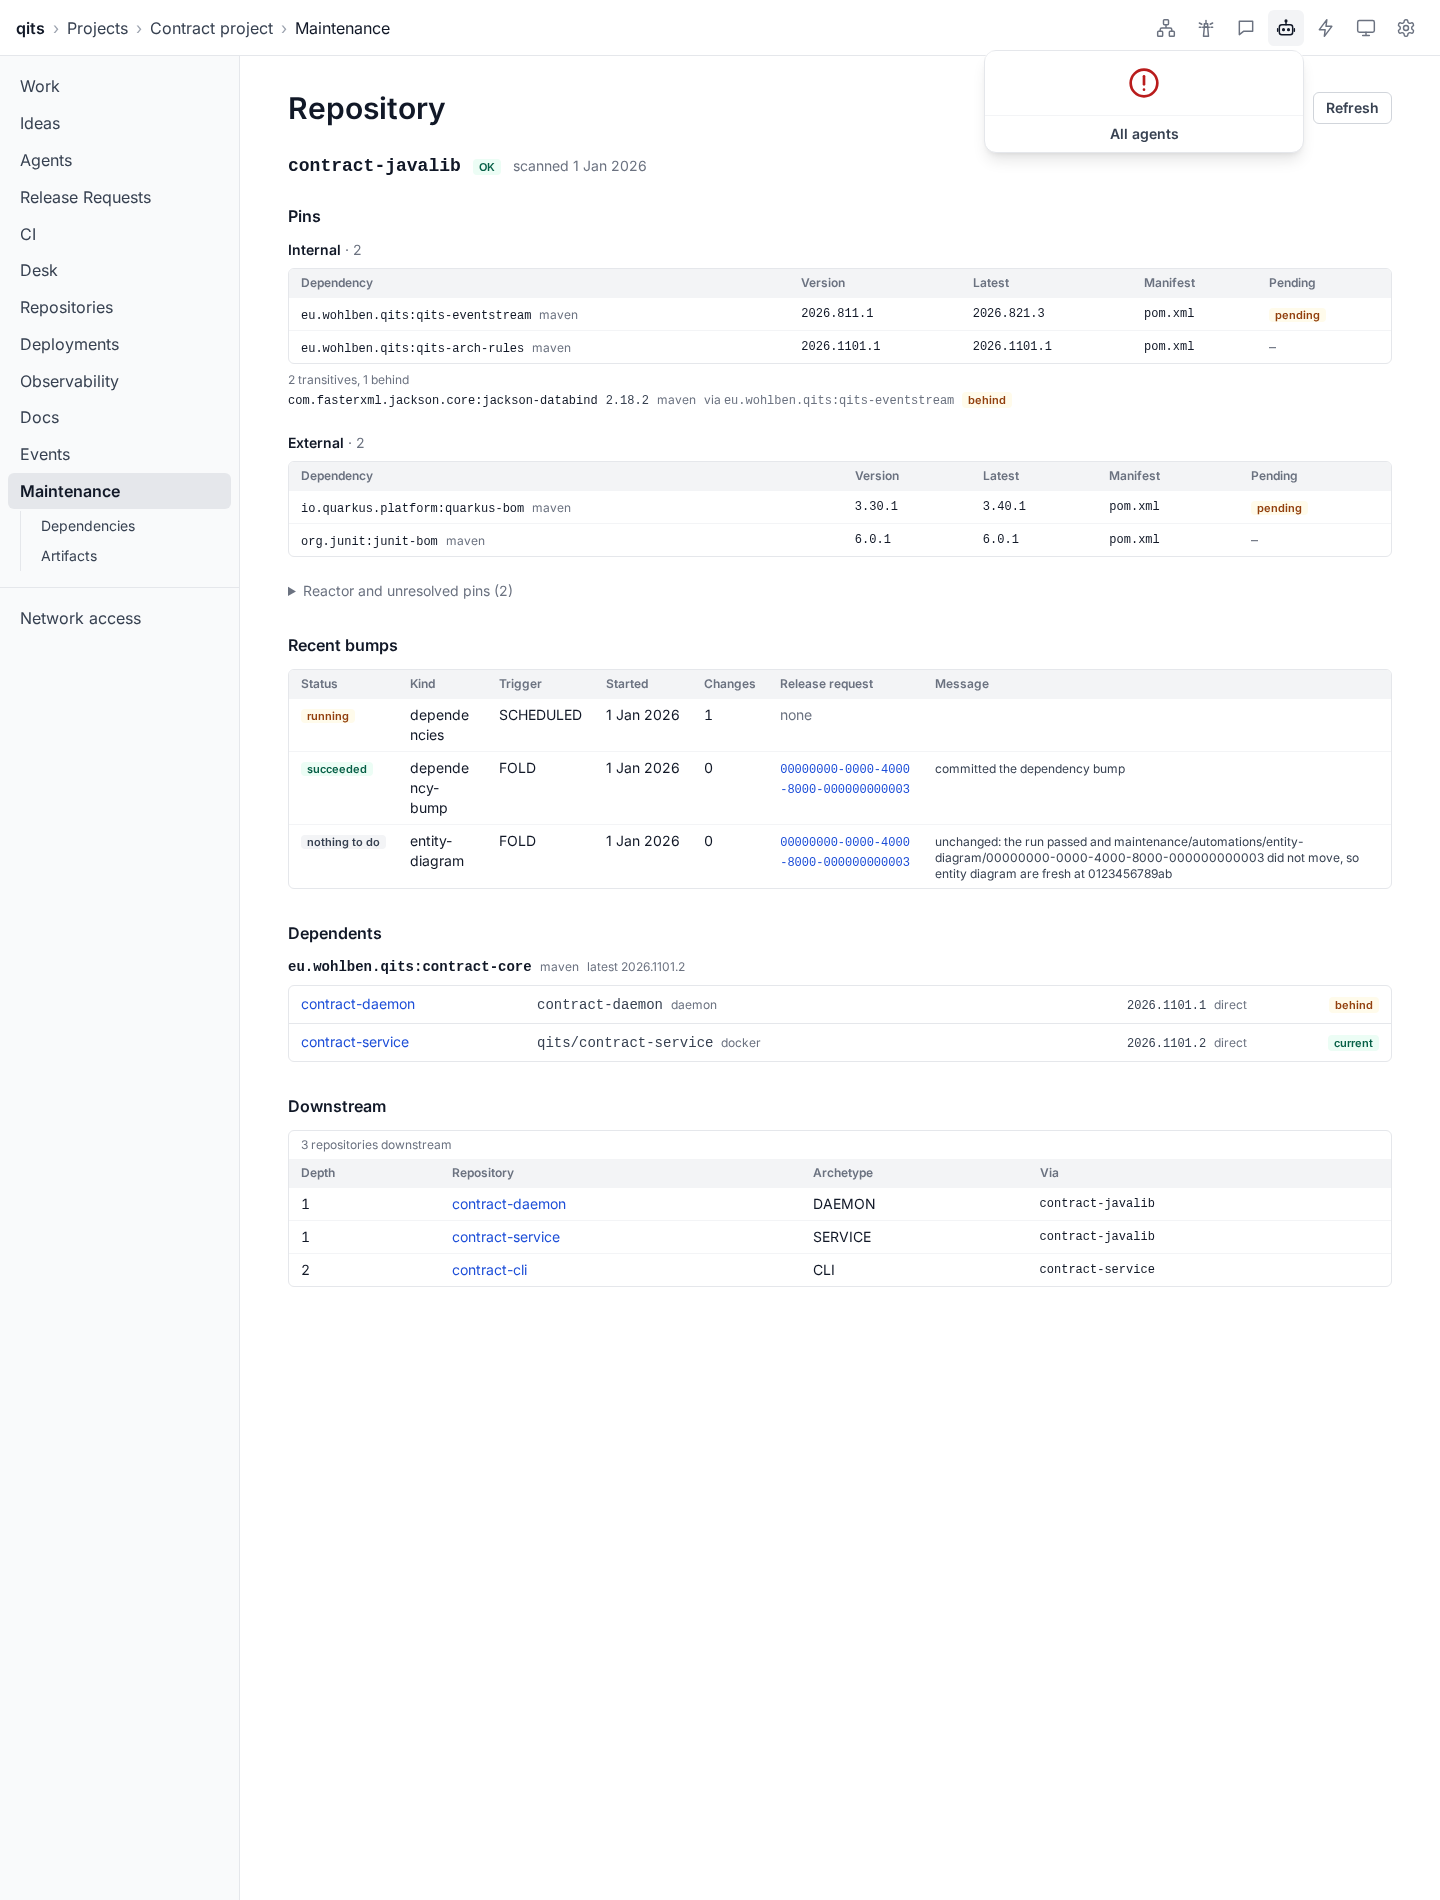 qits › Projects › Contract project › Maintenance
All agents
Work
Ideas
Agents
Release Requests
CI
Desk
Repositories
Deployments
Observability
Docs
Events
Maintenance
Dependencies
Artifacts
Network access
Repository
Refresh
contract-javalib OK scanned 1 Jan 2026
Pins
Internal · 2
Dependency Version Latest Manifest Pending
eu.wohlben.qits:qits-eventstream maven 2026.811.1 2026.821.3 pom.xml pending
eu.wohlben.qits:qits-arch-rules maven 2026.1101.1 2026.1101.1 pom.xml –
2 transitives, 1 behind
com.fasterxml.jackson.core:jackson-databind 2.18.2 maven via eu.wohlben.qits:qits-eventstream behind
External · 2
Dependency Version Latest Manifest Pending
io.quarkus.platform:quarkus-bom maven 3.30.1 3.40.1 pom.xml pending
org.junit:junit-bom maven 6.0.1 6.0.1 pom.xml –
Reactor and unresolved pins (2)
Recent bumps
Status Kind Trigger Started Changes Release request Message
running depende SCHEDULED 1 Jan 2026 1 none
ncies
succeeded depende FOLD 1 Jan 2026 0 00000000-0000-4000 committed the dependency bump
ncy- -8000-000000000003
bump
nothing to do entity- FOLD 1 Jan 2026 0 00000000-0000-4000 unchanged: the run passed and maintenance/automations/entity-
diagram -8000-000000000003 diagram/00000000-0000-4000-8000-000000000003 did not move, so
entity diagram are fresh at 0123456789ab
Dependents
eu.wohlben.qits:contract-core maven latest 2026.1101.2
contract-daemon contract-daemon daemon 2026.1101.1 direct behind
contract-service qits/contract-service docker 2026.1101.2 direct current
Downstream
3 repositories downstream
Depth Repository Archetype Via
1 contract-daemon DAEMON contract-javalib
1 contract-service SERVICE contract-javalib
2 contract-cli CLI contract-service